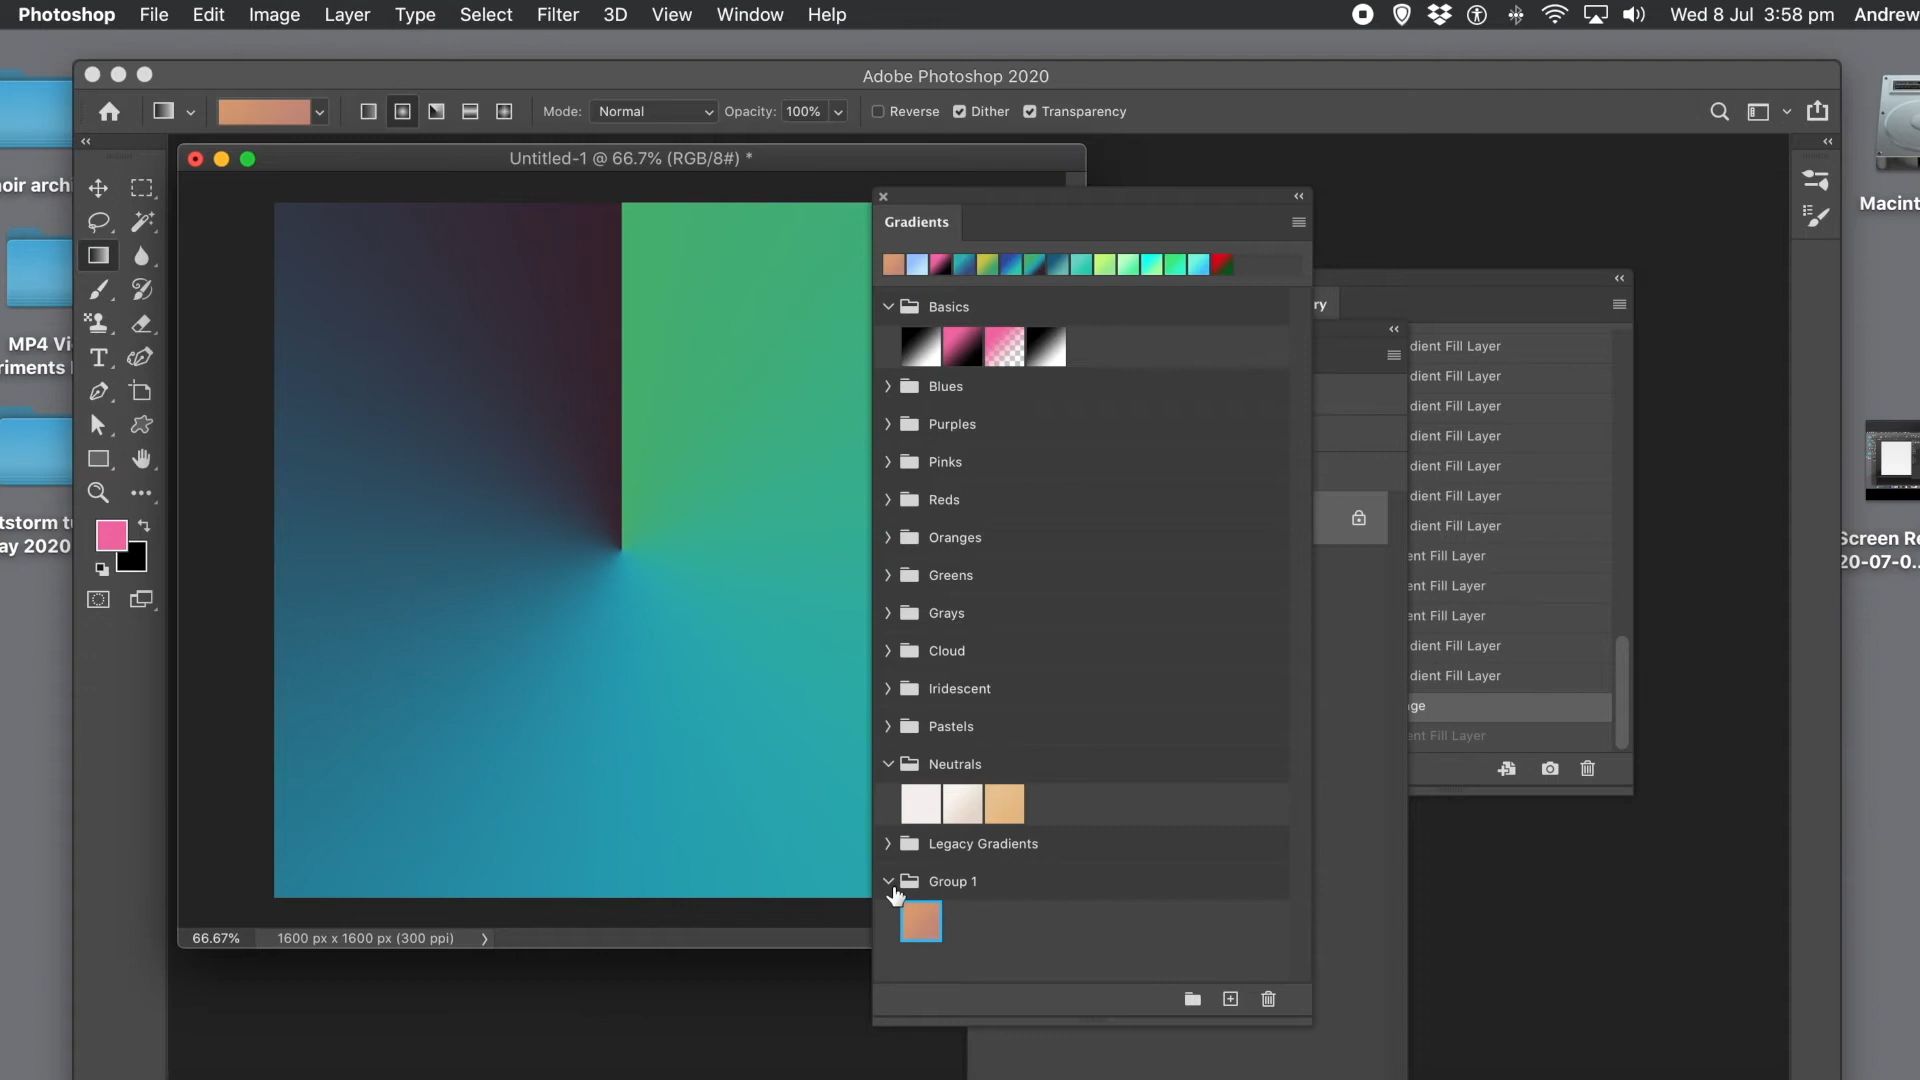 Photoshop File Edit Image Layer Type Select Filter 3D View Window Help Wed 8 Jul 3:58 pm Andrew
Adobe Photoshop 2020
Mode: Normal Opacity: 100% Reverse Dither Transparency
Untitled-1 @ 66.7% (RGB/8#) *
oir archi
MP4 Vi
riments
tstorm tu
ay 2020
T
Gradients
Basics
Blues
Purples
Pinks
Reds
Oranges
Greens
Grays
Cloud
Iridescent
Pastels
Neutrals
Legacy Gradients
Group 1
ry
dient Fill Layer
dient Fill Layer
dient Fill Layer
dient Fill Layer
dient Fill Layer
dient Fill Layer
dient Fill Layer
ent Fill Layer
ent Fill Layer
ent Fill Layer
dient Fill Layer
dient Fill Layer
ge
ent Fill Layer
66.67% 1600 px x 1600 px (300 ppi)
Macint
Screen Re
20-07-0...